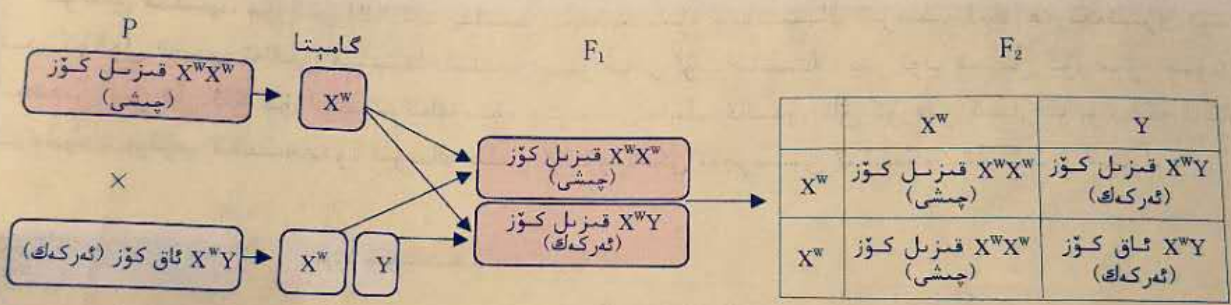 P
گامېتا
F₁
F₂
XᵂXᵂ قىزىل كۆز
(چىشى)
Xᵂ
×
XʷY ئاق كۆز (ئەركەك)
Xʷ
Y
XᵂXʷ قىزىل كۆز
(چىشى)
XᵂY قىزىل كۆز
(ئەركەك)
Xᵂ
Y
Xᵂ
XᵂXᵂ قىزىل كۆز
(چىشى)
XᵂY قىزىل كۆز
(ئەركەك)
Xʷ
XᵂXʷ قىزىل كۆز
(چىشى)
XʷY ئاق كۆز
(ئەركەك)